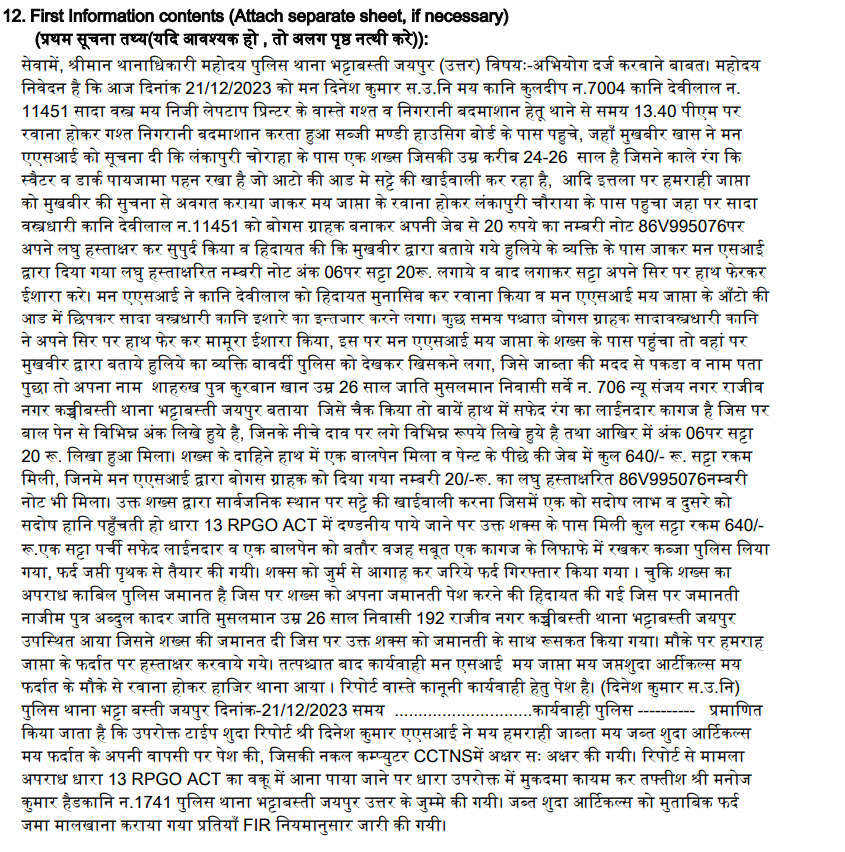 12. First Information contents (Attach separate sheet, if necessary)
(प्रथम सूचना तथ्य(यदि आवश्यक हो , तो अलग पृष्ठ नत्थी करे)):
सेवामें, श्रीमान थानाधिकारी महोदय पुलिस थाना भट्टाबस्ती जयपुर (उत्तर) विषयः-अभियोग दर्ज करवाने बाबत। महोदय
निवेदन है कि आज दिनांक 21/12/2023 को मन दिनेश कुमार स.उ.नि मय कानि कुलदीप न.7004 कानि देवीलाल न.
11451 सादा वस्त्र मय निजी लेपटाप प्रिन्टर के वास्ते गश्त व निगरानी बदमाशान हेतू थाने से समय 13.40 पीएम पर
रवाना होकर गश्त निगरानी बदमाशान करता हुआ सब्जी मण्डी हाउसिग बोर्ड के पास पहुचे, जहाँ मुखवीर खास ने मन
एएसआई को सूचना दी कि लंकापुरी चोराहा के पास एक शख्स जिसकी उम्र करीब 24-26 साल है जिसने काले रंग कि
स्वैटर व डार्क पायजामा पहन रखा है जो आटो की आड मे सट्टे की खाईवाली कर रहा है, आदि इत्तला पर हमराही जाप्ता
को मुखबीर की सुचना से अवगत कराया जाकर मय जाप्ता के रवाना होकर लंकापुरी चौराया के पास पहुचा जहा पर सादा
वस्त्रधारी कानि देवीलाल न.11451 को बोगस ग्राहक बनाकर अपनी जेब से 20 रुपये का नम्बरी नोट 86V995076पर
अपने लघु हस्ताक्षर कर सुपुर्द किया व हिदायत की कि मुखवीर द्वारा बताये गये हुलिये के व्यक्ति के पास जाकर मन एसआई
द्वारा दिया गया लघु हस्ताक्षरित नम्बरी नोट अंक 06पर सट्टा 20रू. लगाये व बाद लगाकर सट्टा अपने सिर पर हाथ फेरकर
ईशारा करे। मन एएसआई ने कानि देवीलाल को हिदायत मुनासिब कर रवाना किया व मन एएसआई मय जाप्ता के ऑटो की
आड में छिपकर सादा वस्त्रधारी कानि इशारे का इन्तजार करने लगा। कुछ समय पश्चात बोगस ग्राहक सादावस्त्रधारी कानि
ने अपने सिर पर हाथ फेर कर मामूरा ईशारा किया, इस पर मन एएसआई मय जाप्ता के शख्स के पास पहुंचा तो वहां पर
मुखवीर द्वारा बताये हुलिये का व्यक्ति बावर्दी पुलिस को देखकर खिसकने लगा, जिसे जाब्ता की मदद से पकडा व नाम पता
पुछा तो अपना नाम शाहरुख पुत्र कुरबान खान उम्र 26 साल जाति मुसलमान निवासी सर्वे न. 706 न्यू संजय नगर राजीव
नगर कच्चीबस्ती थाना भट्टाबस्ती जयपुर बताया जिसे चैक किया तो बायें हाथ में सफेद रंग का लाईनदार कागज है जिस पर
बाल पेन से विभिन्न अंक लिखे हुये है, जिनके नीचे दाव पर लगे विभिन्न रूपये लिखे हुये है तथा आखिर में अंक 06पर सट्टा
20 रू. लिखा हुआ मिला। शख्स के दाहिने हाथ में एक बालपेन मिला व पेन्ट के पीछे की जेब में कुल 640/- रू. सट्टा रकम
मिली, जिनमे मन एएसआई द्वारा बोगस ग्राहक को दिया गया नम्बरी 20/-रू. का लघु हस्ताक्षरित 86V995076नम्बरी
नोट भी मिला। उक्त शख्स द्वारा सार्वजनिक स्थान पर सट्टे की खाईवाली करना जिसमें एक को सदोष लाभ व दुसरे को
सदोष हानि पहुँचती हो धारा 13 RPGO ACT में दण्डनीय पाये जाने पर उक्त शक्स के पास मिली कुल सट्टा रकम 640/-
रू.एक सट्टा पर्ची सफेद लाईनदार व एक बालपेन को बतौर वजह सबूत एक कागज के लिफाफे में रखकर कब्जा पुलिस लिया
गया, फर्द जप्ती पृथक से तैयार की गयी। शक्स को जुर्म से आगाह कर जरिये फर्द गिरफ्तार किया गया । चुकि शख्स का
अपराध काबिल पुलिस जमानत है जिस पर शख्स को अपना जमानती पेश करने की हिदायत की गई जिस पर जमानती
नाजीम पुत्र अब्दुल कादर जाति मुसलमान उम्र 26 साल निवासी 192 राजीव नगर कच्चीबस्ती थाना भट्टाबस्ती जयपुर
उपस्थित आया जिसने शख्स की जमानत दी जिस पर उक्त शक्स को जमानती के साथ रूसकत किया गया। मौके पर हमराह
जाप्ता के फर्दात पर हस्ताक्षर करवाये गये। तत्पश्चात बाद कार्यवाही मन एसआई मय जाप्ता मय जप्तशुदा आर्टीकल्स मय
फर्दात के मौके से रवाना होकर हाजिर थाना आया । रिपोर्ट वास्ते कानूनी कार्यवाही हेतु पेश है। (दिनेश कुमार स.उ.नि)
पुलिस थाना भट्टा बस्ती जयपुर दिनांक-21/12/2023 समय ..............................कार्यवाही पुलिस ---------- प्रमाणित
किया जाता है कि उपरोक्त टाईप शुदा रिपोर्ट श्री दिनेश कुमार एएसआई ने मय हमराही जाब्ता मय जब्त शुदा आर्टिकल्स
मय फर्दात के अपनी वापसी पर पेश की, जिसकी नकल कम्प्युटर CCTNSमें अक्षर सः अक्षर की गयी। रिपोर्ट से मामला
अपराध धारा 13 RPGO ACT का वकू में आना पाया जाने पर धारा उपरोक्त में मुकदमा कायम कर तफ्तीश श्री मनोज
कुमार हैडकानि न.1741 पुलिस थाना भट्टाबस्ती जयपुर उत्तर के जुम्मे की गयी। जब्त शुदा आर्टिकल्स को मुताबिक फर्द
जमा मालखाना कराया गया प्रतियाँ FIR नियमानुसार जारी की गयी।